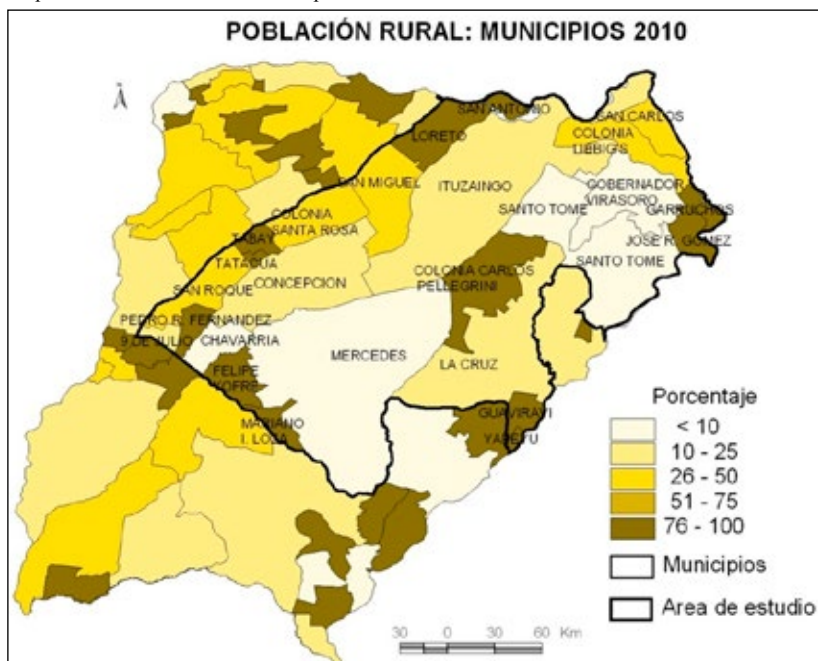 POBLACIÓN RURAL: MUNICIPIOS 2010
SAN ANTONIO
LORETO
SAN CARLOS
COLONIA
LIEBIG'S
SAN MIGUEL
ITUZAINGO
GOBERNADOR
VIRASORO
SANTO TOME
GARRUCHOS
COLONIA
SANTA ROSA
TABAY
JOSE R. GOMEZ
TATACUA
SANTO TOME
COLONIA CARLOS
PELLEGRINI
CONCEPCION
SAN ROQUE
PEDRO R. FERNANDEZ
9 DE JULIO
CHAVARRIA
MERCEDES
LA CRUZ
FELIPE
YOFRE
GUAVIRAVI
MARIANO
I. LOZA
YAPEYU
Porcentaje
< 10
10 - 25
26 - 50
51 - 75
76 - 100
Municipios
Area de estudio
30 0 30 60 Km